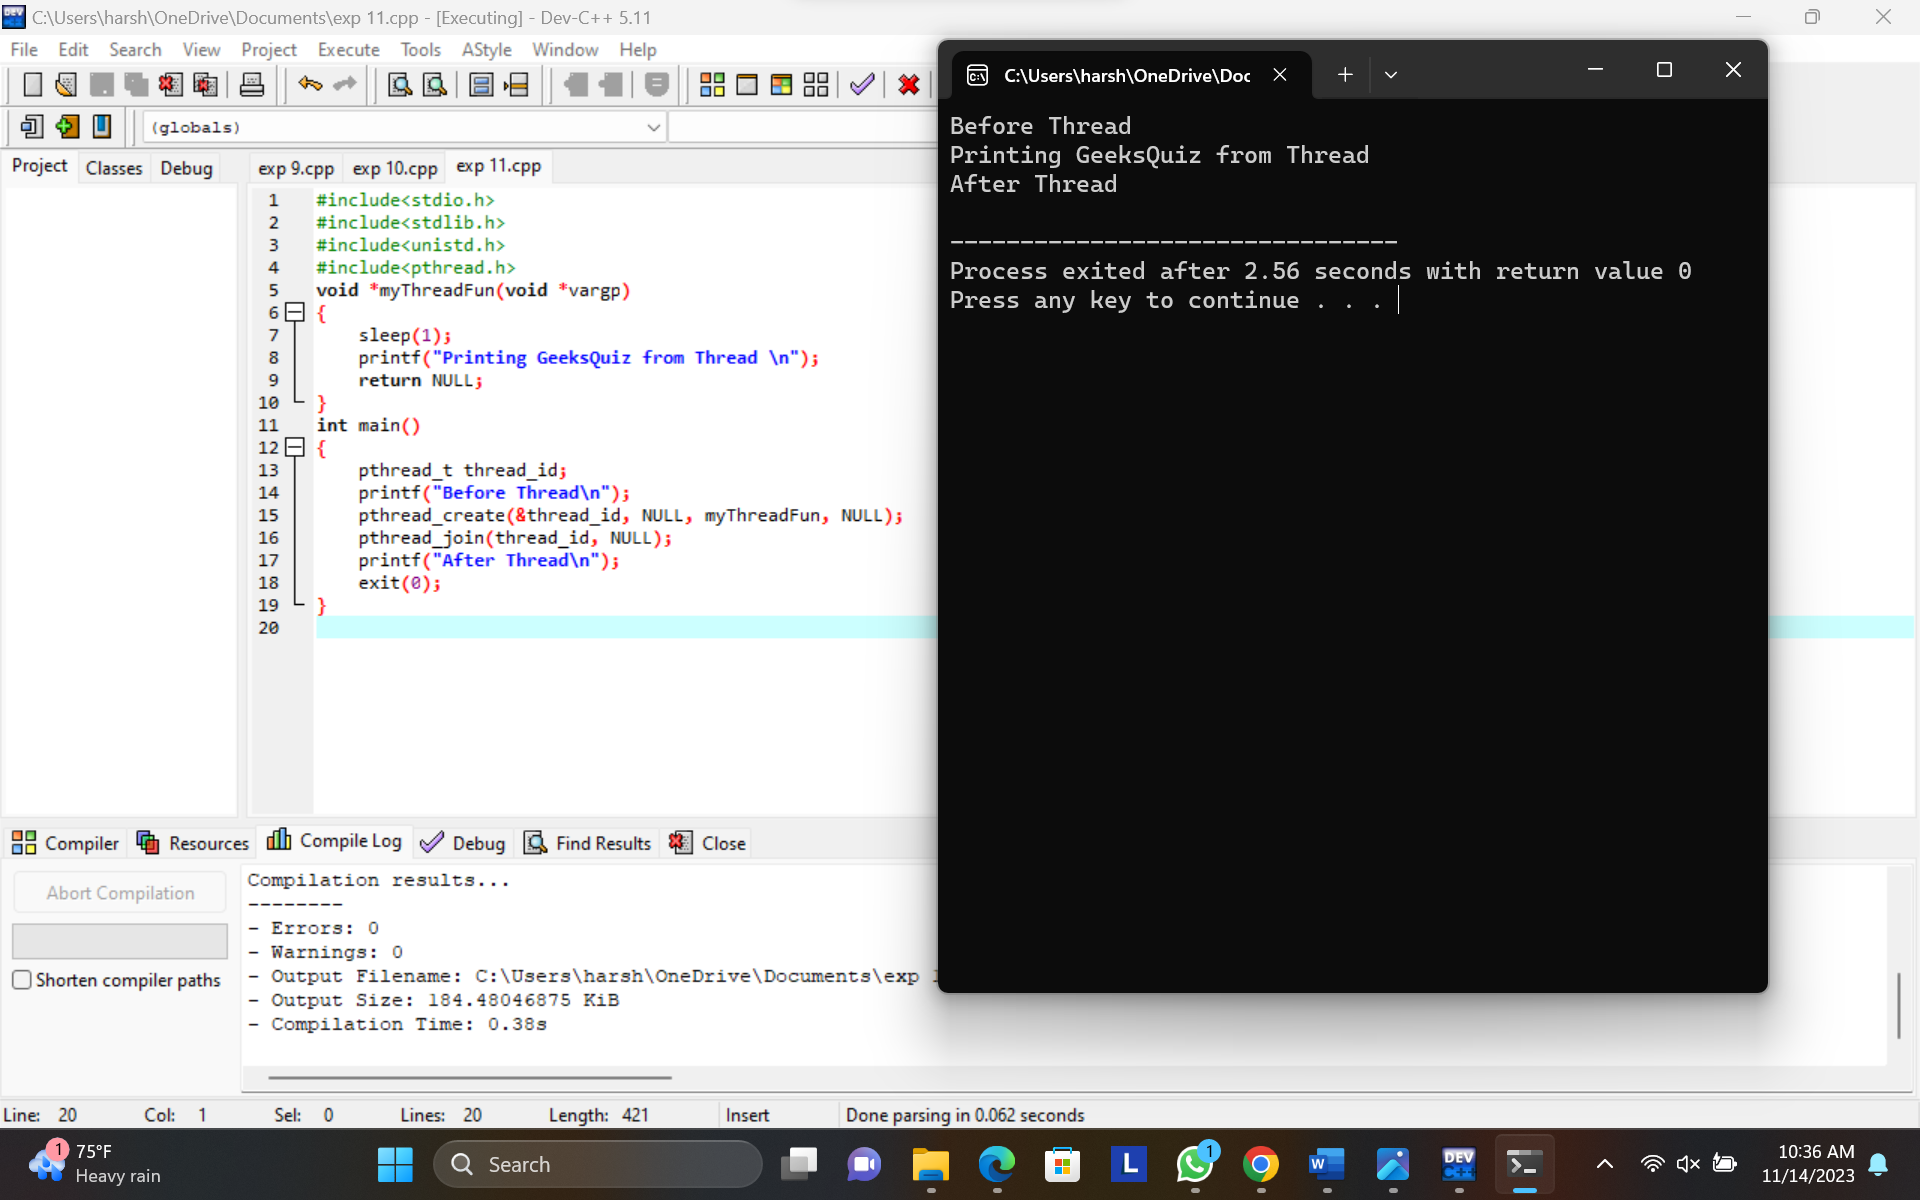 C:\Users\harsh\OneDrive\Documents\exp 11.cpp - [Executing] - Dev-C++ 5.11
File Edit Search View Project Execute Tools AStyle Window Help
(globals)
Project Classes Debug
exp 9.cpp exp 10.cpp exp 11.cpp
1 #include<stdio.h>
2 #include<stdlib.h>
3 #include<unistd.h>
4 #include<pthread.h>
5 void *myThreadFun(void *vargp)
6 {
7 sleep(1);
8 printf("Printing GeeksQuiz from Thread \n");
9 return NULL;
10 }
11 int main()
12 {
13 pthread_t thread_id;
14 printf("Before Thread\n");
15 pthread_create(&thread_id, NULL, myThreadFun, NULL);
16 pthread_join(thread_id, NULL);
17 printf("After Thread\n");
18 exit(0);
19 }
20
C:\Users\harsh\OneDrive\Doc
Before Thread
Printing GeeksQuiz from Thread
After Thread
--------------------------------
Process exited after 2.56 seconds with return value 0
Press any key to continue . . .
Compiler Resources Compile Log Debug Find Results Close
Abort Compilation
Shorten compiler paths
Compilation results...
--------
- Errors: 0
- Warnings: 0
- Output Filename: C:\Users\harsh\OneDrive\Documents\exp
- Output Size: 184.48046875 KiB
- Compilation Time: 0.38s
Line: 20 Col: 1 Sel: 0 Lines: 20 Length: 421 Insert Done parsing in 0.062 seconds
1
75°F
Heavy rain
Search
L
1
W
DEV
C++
10:36 AM
11/14/2023